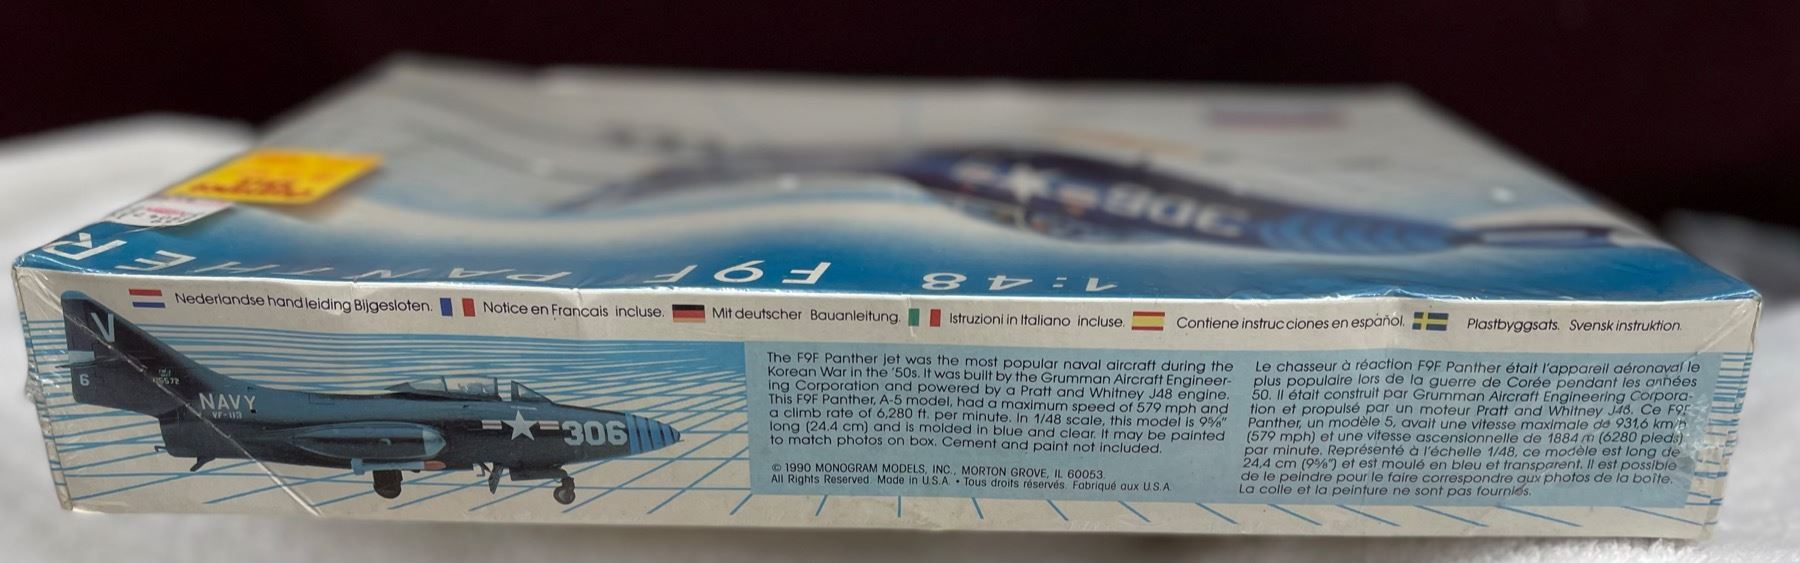 1:48 F9F PANTHER
Nederlandse handleiding Bijgesloten.
Notice en Francais incluse.
Mit deutscher Bauanleitung.
Istruzioni in Italiano incluse.
Contiene instrucciones en español.
Plastbyggsats. Svensk instruktion.
V
6
NAVY
VF-113
306
The F9F Panther jet was the most popular naval aircraft during the
Korean War in the '50s. It was built by the Grumman Aircraft Engineer-
ing Corporation and powered by a Pratt and Whitney J48 engine.
This F9F Panther, A-5 model, had a maximum speed of 579 mph and
a climb rate of 6,280 ft. per minute. In 1/48 scale, this model is 9⅝"
long (24.4 cm) and is molded in blue and clear. It may be painted
to match photos on box. Cement and paint not included.
© 1990 MONOGRAM MODELS, INC., MORTON GROVE, IL 60053.
All Rights Reserved. Made in U.S.A. • Tous droits réservés. Fabriqué aux U.S.A.
Le chasseur à réaction F9F Panther était l'appareil aéronaval le
plus populaire lors de la guerre de Corée pendant les années
50. Il était construit par Grumman Aircraft Engineering Corpora-
tion et propulsé par un moteur Pratt and Whitney J48. Ce F9F
Panther, un modèle 5, avait une vitesse maximale de 931,6 km/h
(579 mph) et une vitesse ascensionnelle de 1884 m (6280 pieds)
par minute. Représenté à l'échelle 1/48, ce modèle est long de
24,4 cm (9⅝") et est moulé en bleu et transparent. Il est possible
de le peindre pour le faire correspondre aux photos de la boîte.
La colle et la peinture ne sont pas fournies.